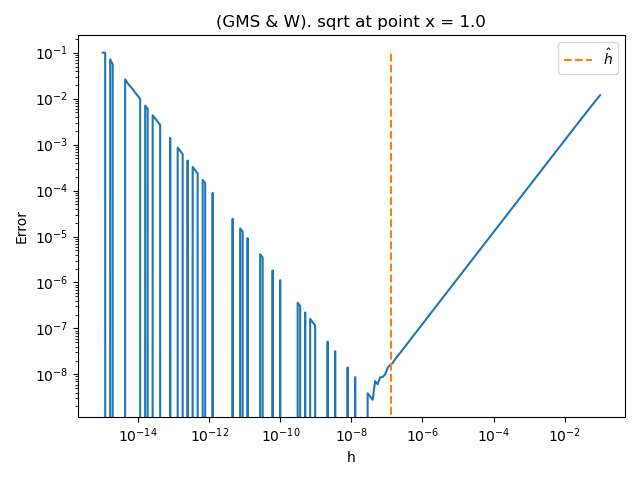 (GMS & W). sqrt at point x = 1.0
ĥ
Error
10⁻¹
10⁻²
10⁻³
10⁻⁴
10⁻⁵
10⁻⁶
10⁻⁷
10⁻⁸
10⁻¹⁴ 10⁻¹² 10⁻¹⁰ 10⁻⁸ 10⁻⁶ 10⁻⁴ 10⁻²
h